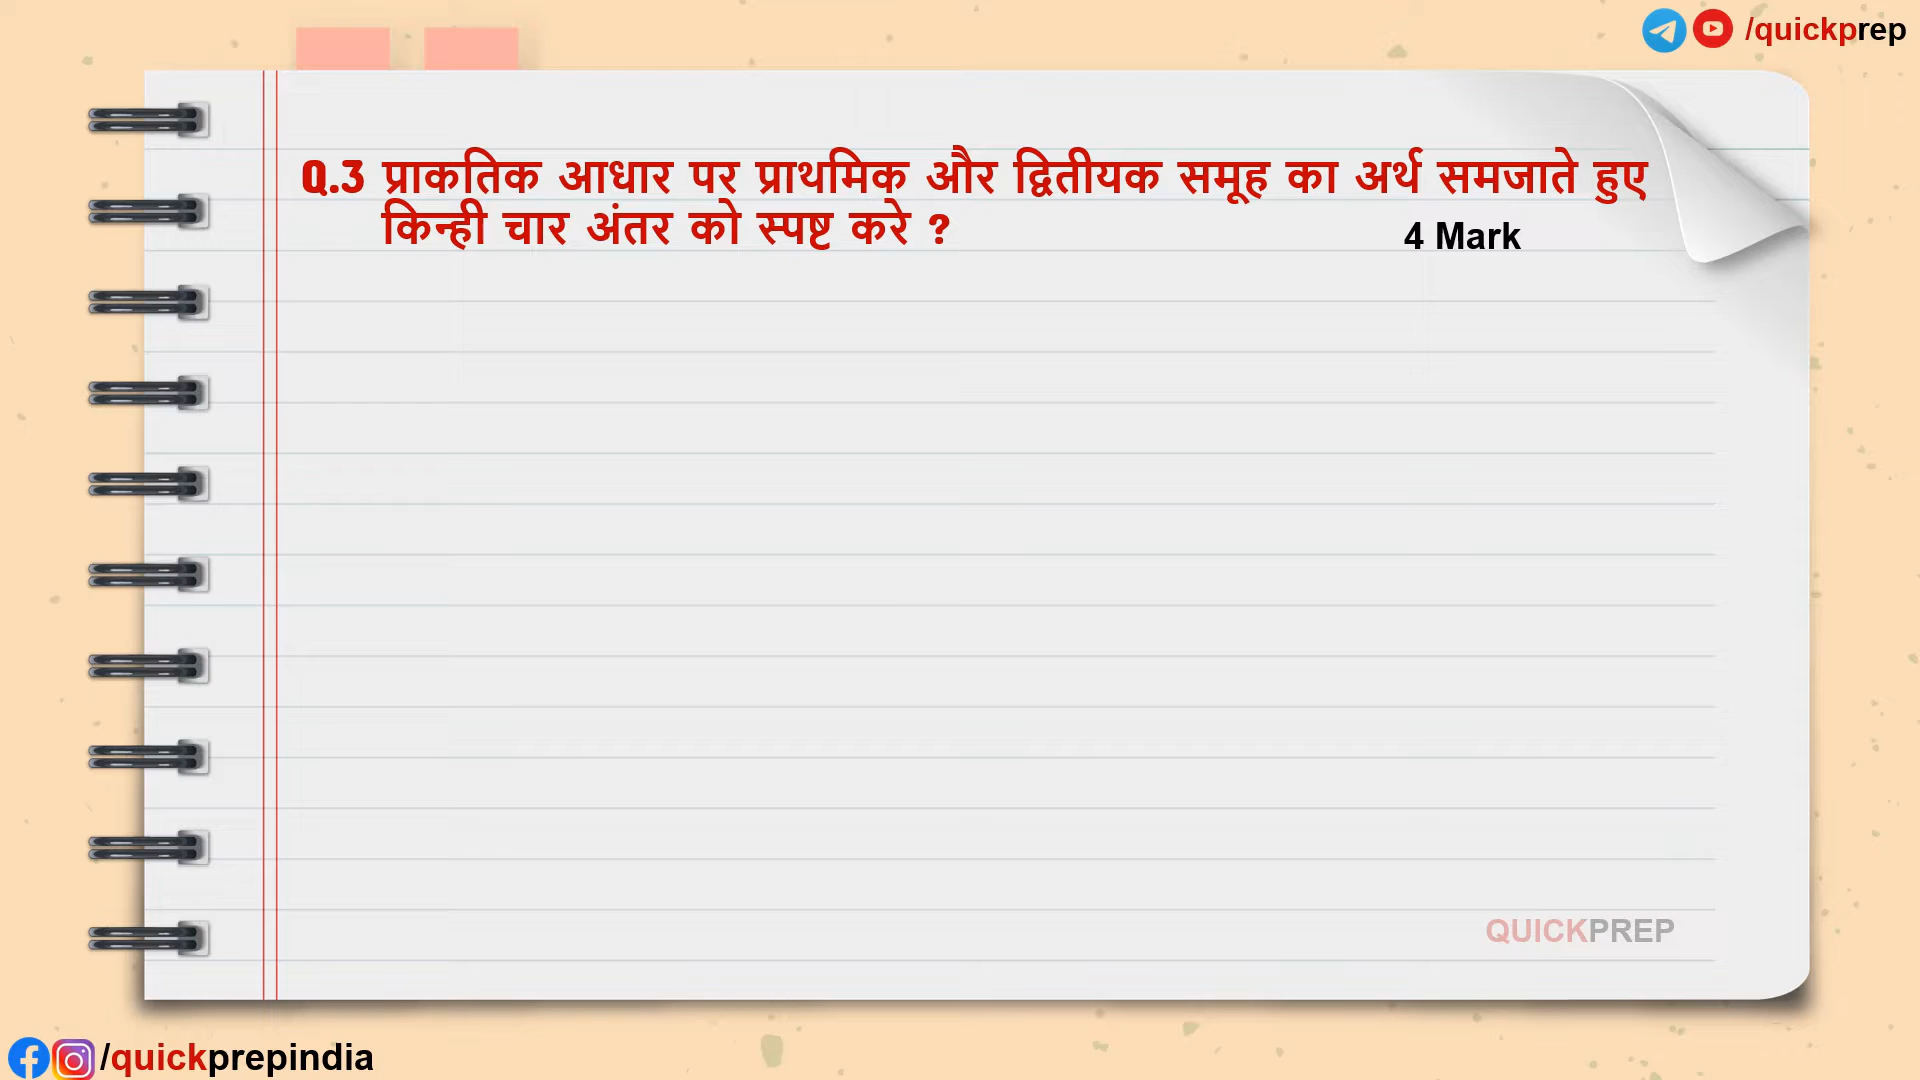 /quickprep
Q.3 प्राकतिक आधार पर प्राथमिक और द्वितीयक समूह का अर्थ समजाते हुए
किन्ही चार अंतर को स्पष्ट करे ?
4 Mark
QUICKPREP
/quickprepindia